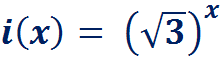 i(x) = (√3)^x